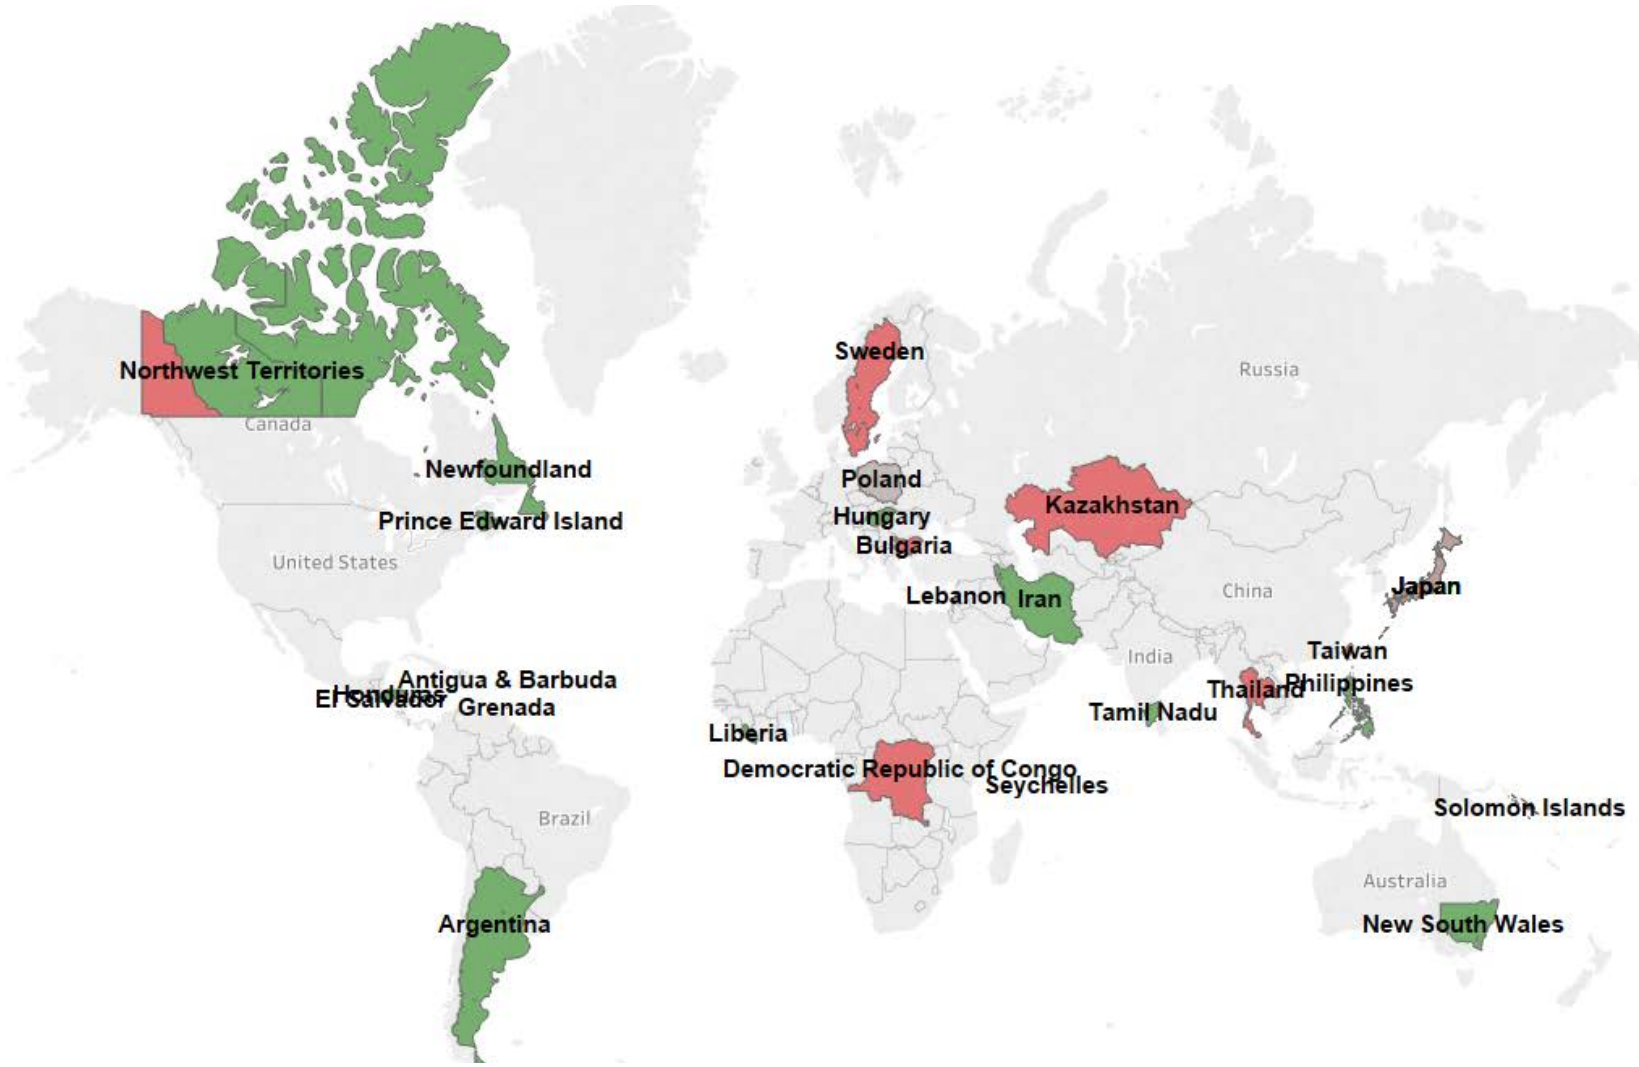 Sweden
Russia
Northwest Territories
Canada
Newfoundland
Poland
Kazakhstan
Hungary
Prince Edward Island
Bulgaria
United States
Japan
China
Lebanon
Iran
Taiwan
India
Antigua & Barbuda
Philippines
Thailand
Honduras
El Salvador
Grenada
Tamil Nadu
Liberia
Democratic Republic of Congo
Seychelles
Solomon Islands
Brazil
Australia
Argentina
New South Wales